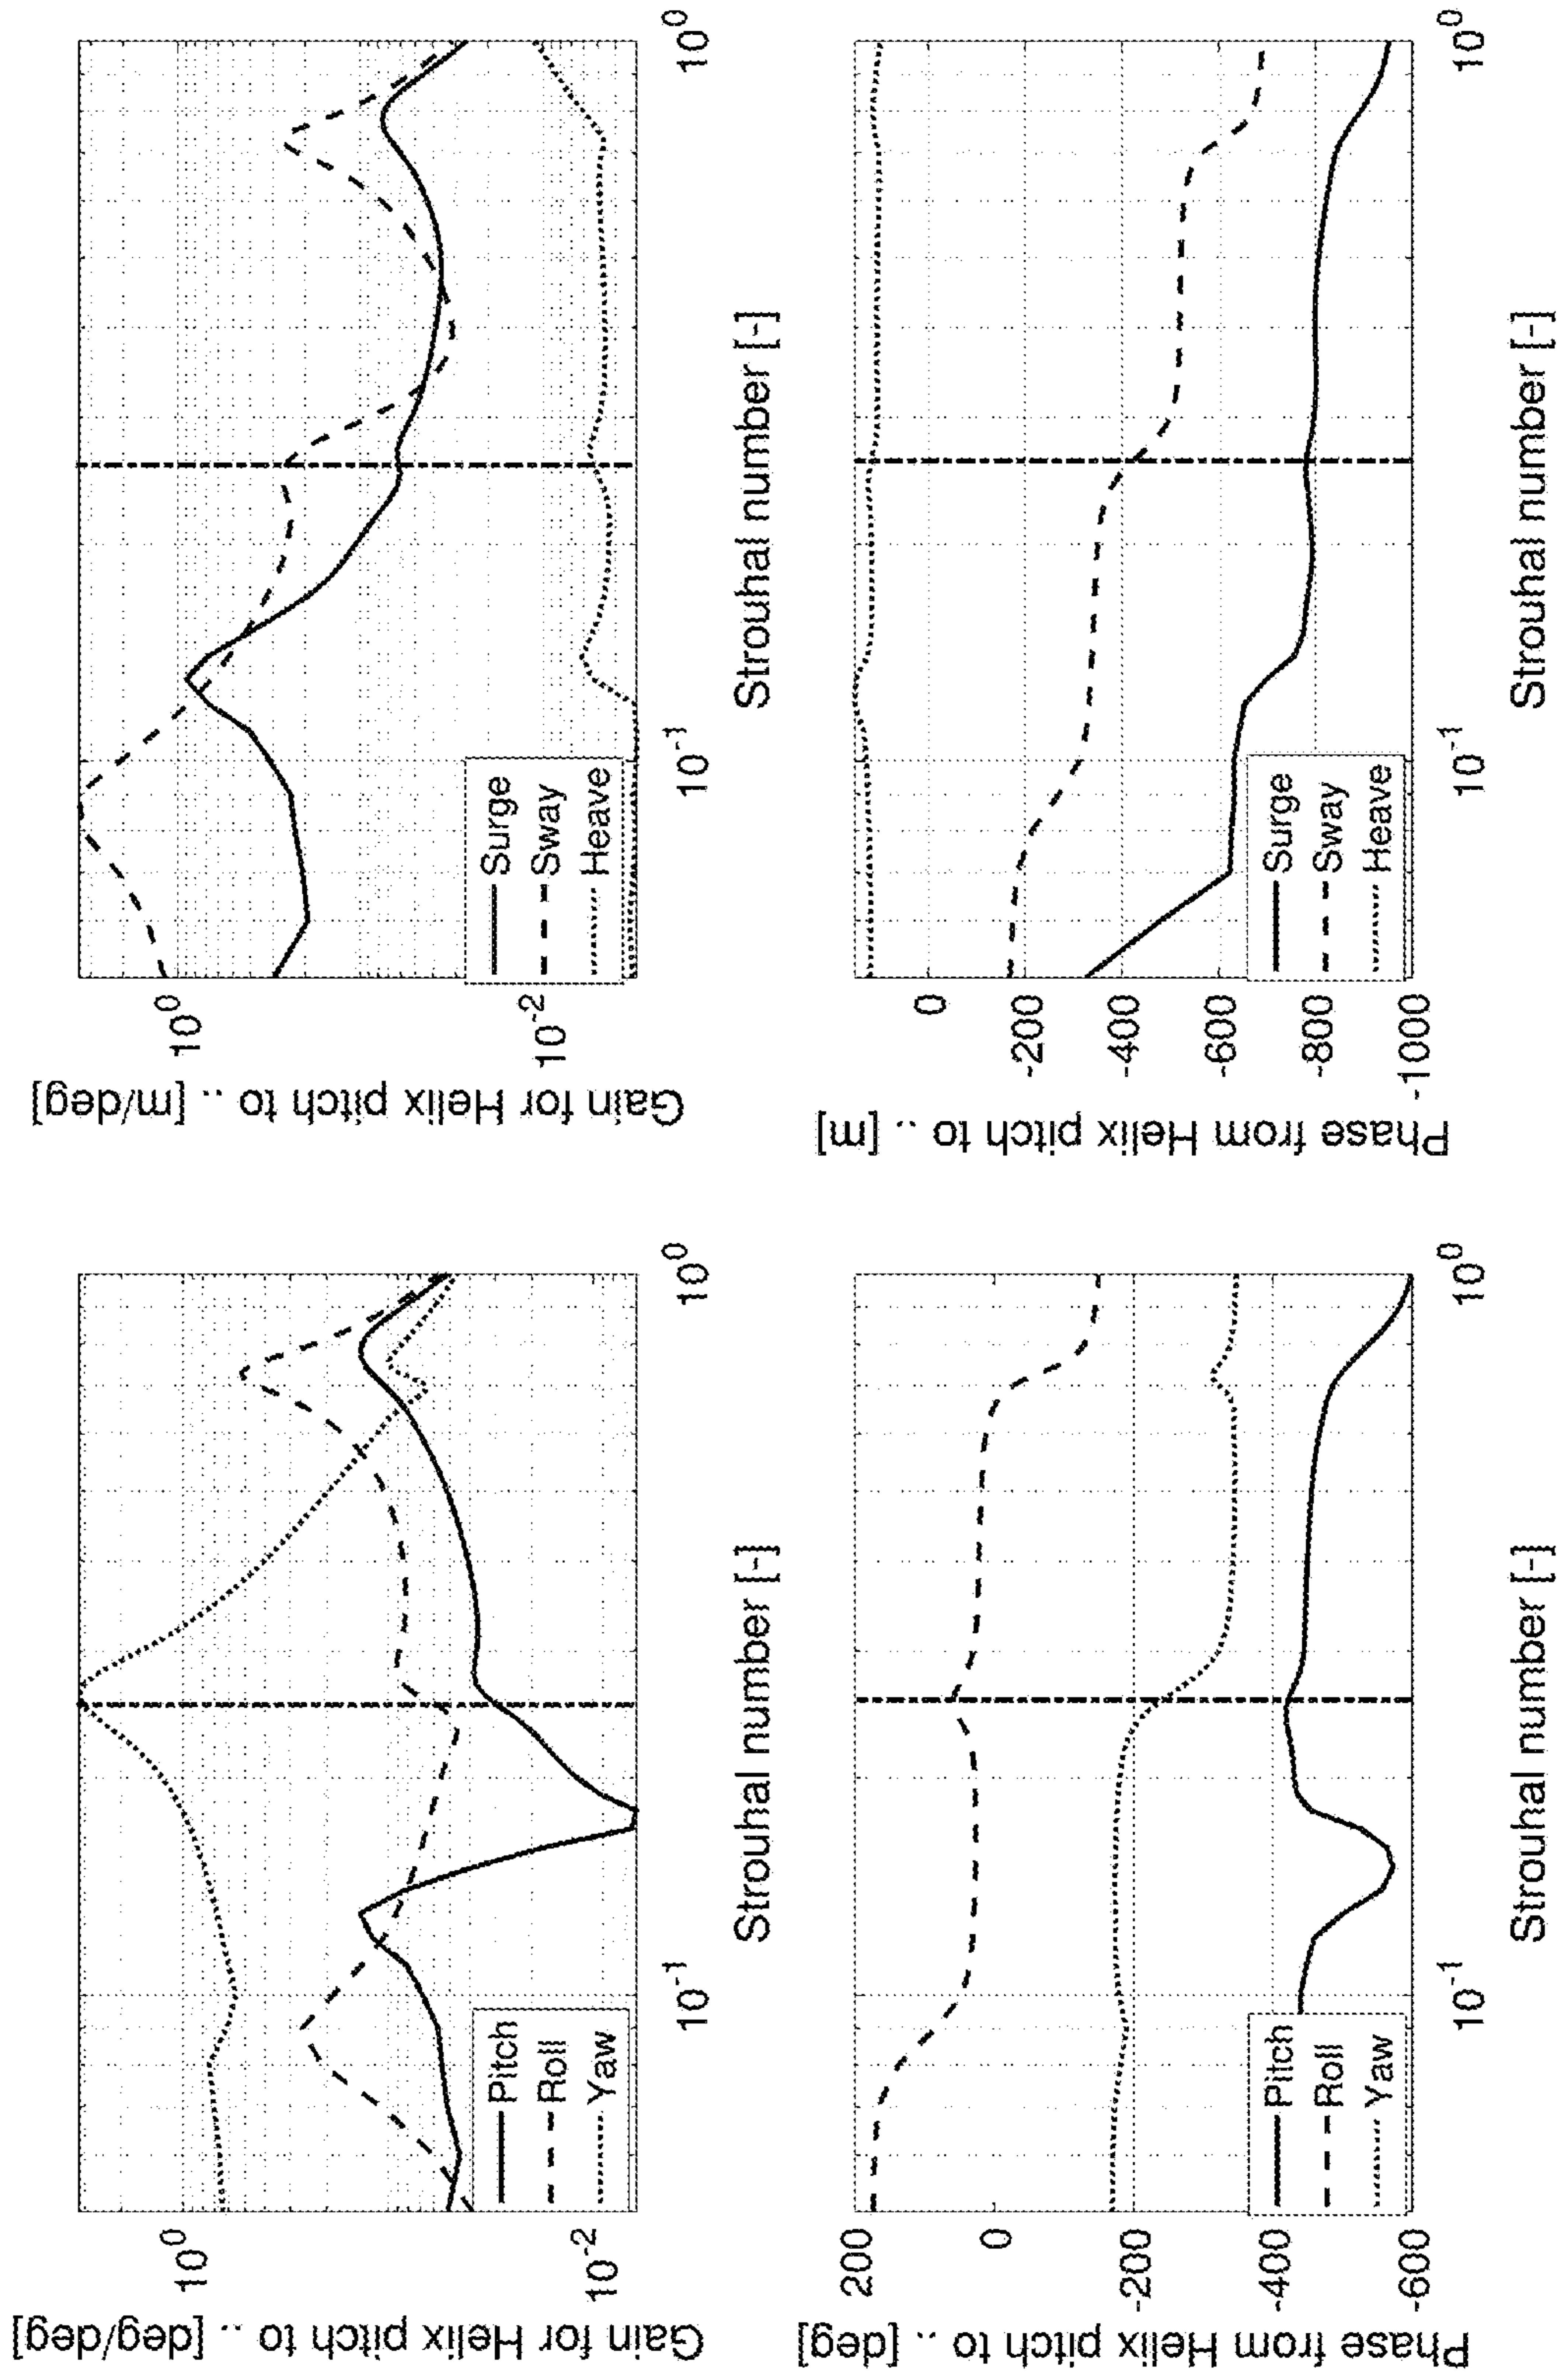 Gain for Helix pitch to .. [deg/deg]
10^0
10^-2
Pitch
Roll
Yaw
10^-1
10^0
Strouhal number [-]
Gain for Helix pitch to .. [m/deg]
10^0
10^-2
Surge
Sway
Heave
10^-1
10^0
Strouhal number [-]
Phase from Helix pitch to .. [deg]
200
0
-200
-400
-600
Pitch
Roll
Yaw
10^-1
10^0
Strouhal number [-]
Phase from Helix pitch to .. [m]
0
-200
-400
-600
-800
-1000
Surge
Sway
Heave
10^-1
10^0
Strouhal number [-]